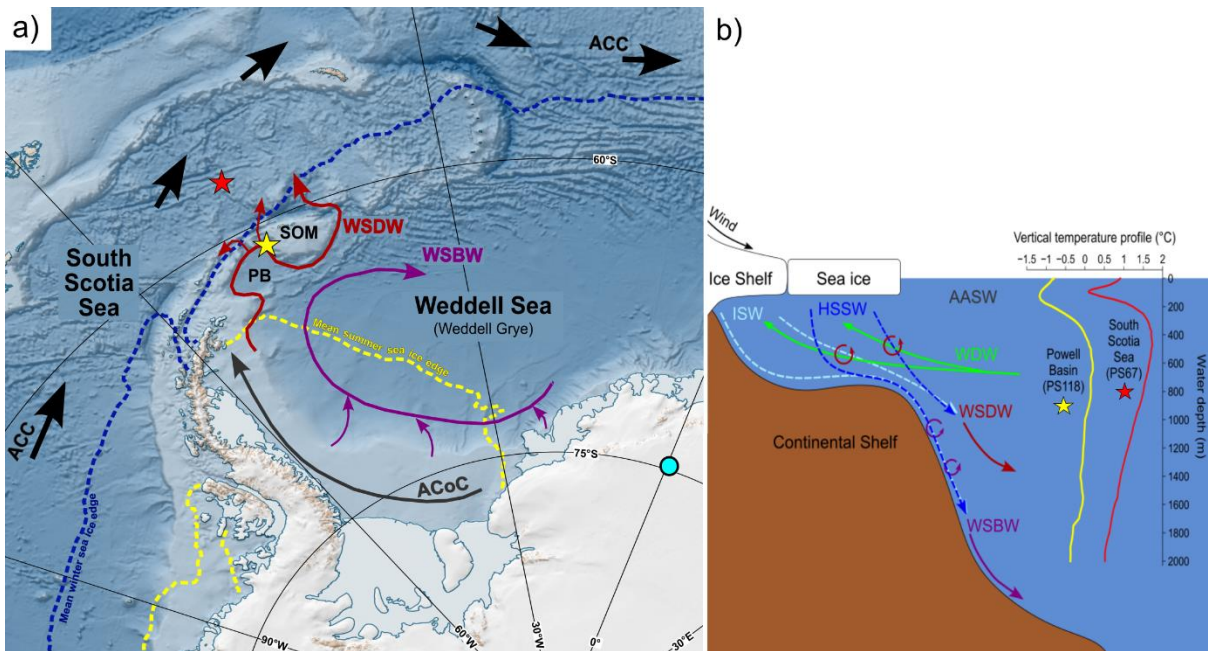 a)
ACC
ACC
60°S
SOM
WSDW
PB
WSBW
South
Scotia
Sea
Weddell Sea
(Weddell Grye)
Mean summer sea ice edge
ACC
75°S
ACoC
Mean winter sea ice edge
90°W
60°W
30°W
0°
30°E
b)
Wind
Vertical temperature profile (°C)
−1.5 −1 −0.5 0 0.5 1 1.5 2
Ice Shelf
Sea ice
AASW
ISW
HSSW
WDW
South
Scotia
Sea
(PS67)
Powell
Basin
(PS118)
WSDW
Continental Shelf
WSBW
0
200
400
600
800
1000
1200
1400
1600
1800
2000
Water depth (m)